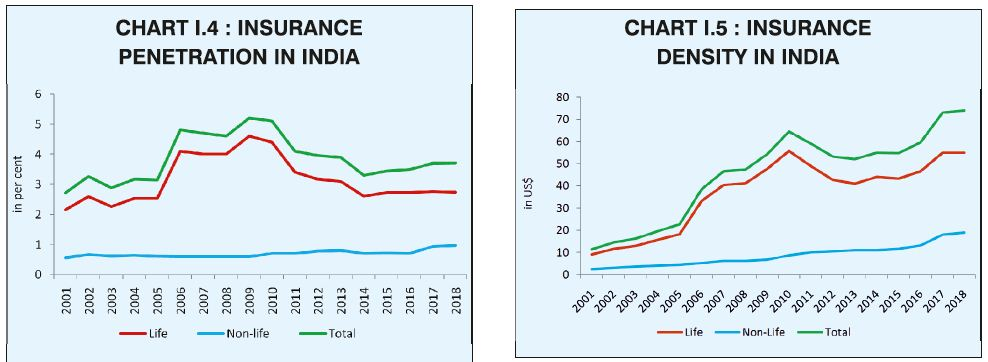 CHART I.4 : INSURANCE
PENETRATION IN INDIA
6
5
4
3
2
1
0
in per cent
2001 2002 2003 2004 2005 2006 2007 2008 2009 2010 2011 2012 2013 2014 2015 2016 2017 2018
Life Non-life Total
CHART I.5 : INSURANCE
DENSITY IN INDIA
80
70
60
50
40
30
20
10
0
in US$
2001 2002 2003 2004 2005 2006 2007 2008 2009 2010 2011 2012 2013 2014 2015 2016 2017 2018
Life Non-Life Total